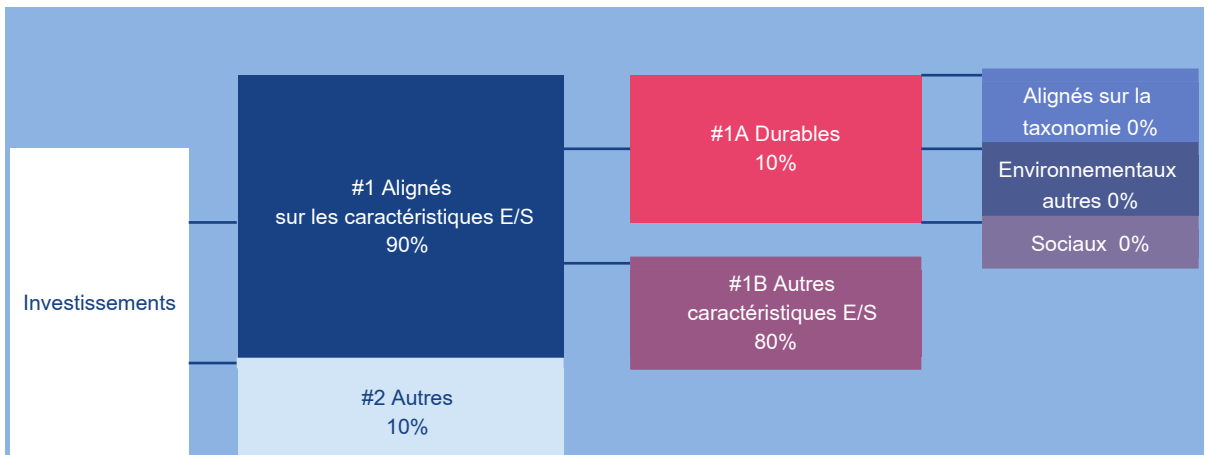 Investissements
#1 Alignés
sur les caractéristiques E/S
90%
#2 Autres
10%
#1A Durables
10%
#1B Autres
caractéristiques E/S
80%
Alignés sur la
taxonomie 0%
Environnementaux
autres 0%
Sociaux 0%